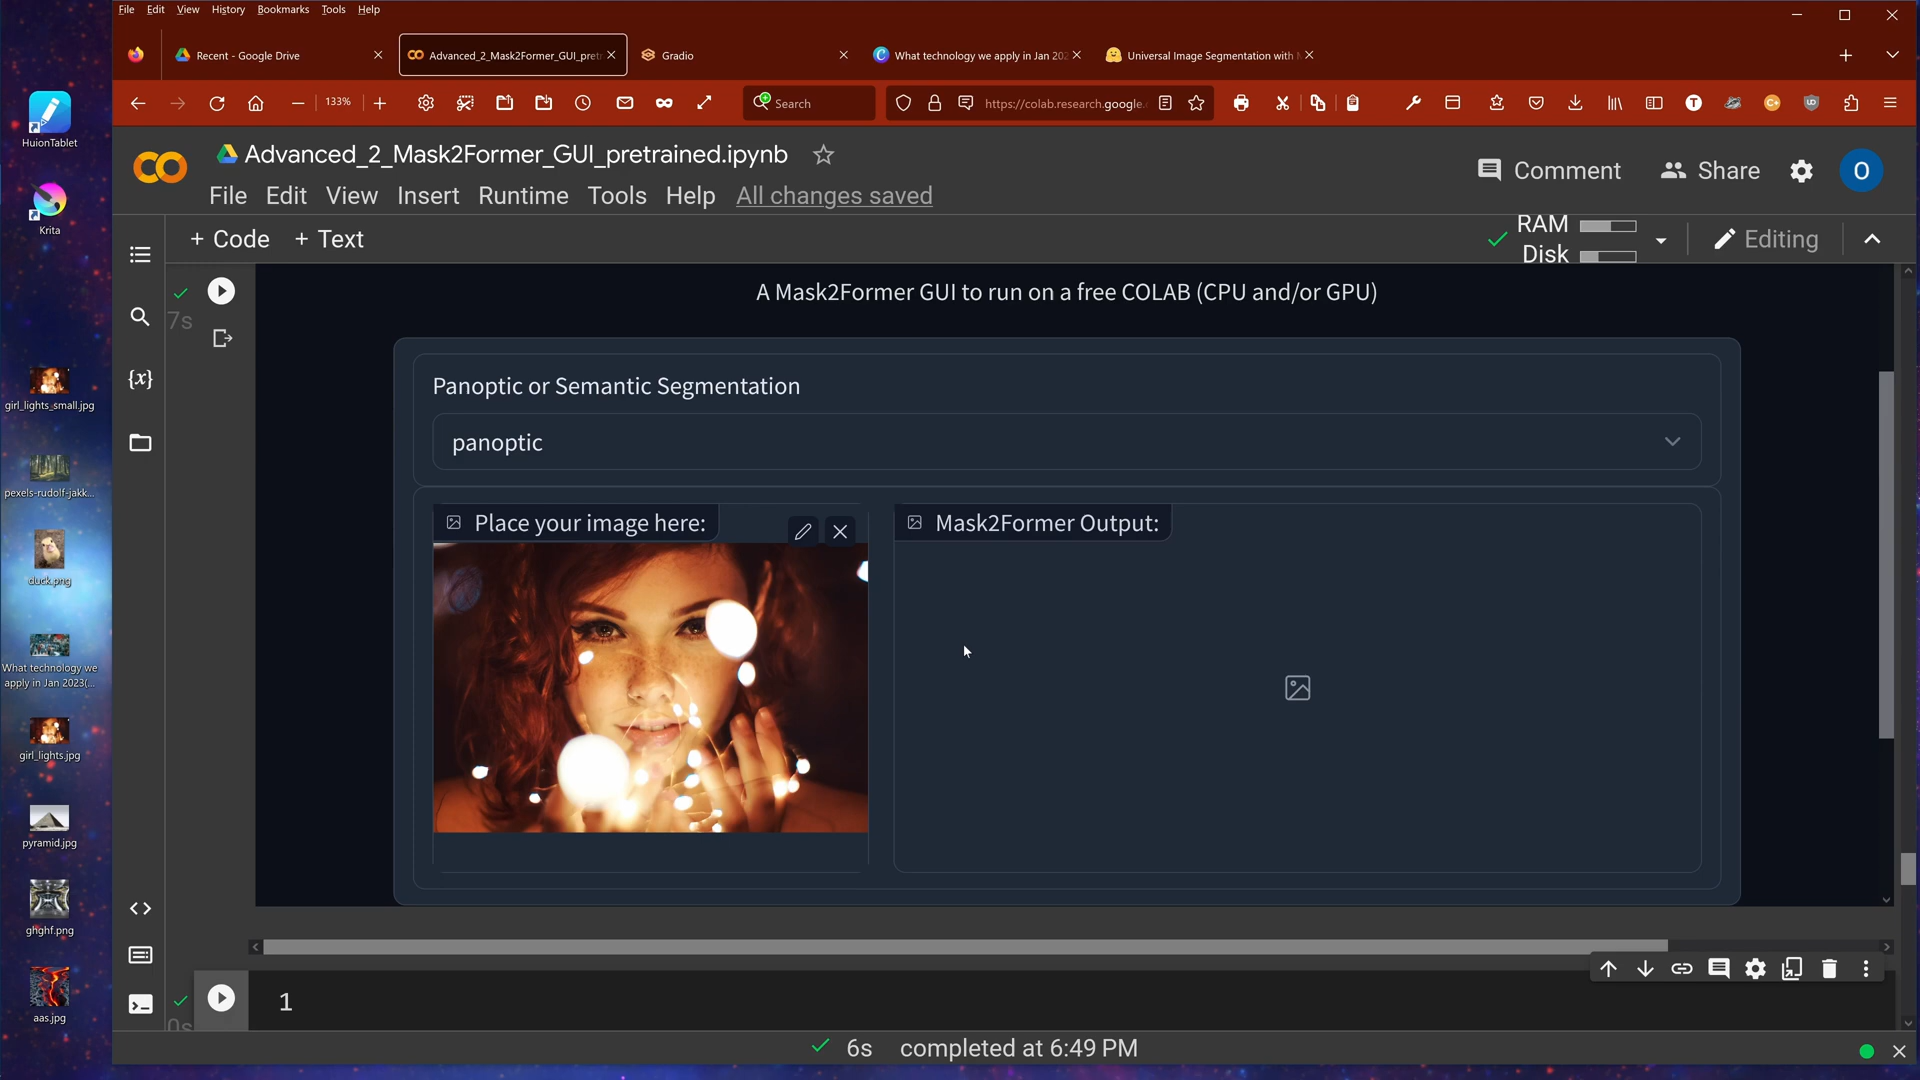 File Edit View History Bookmarks Tools Help
Recent - Google Drive
Advanced_2_Mask2Former_GUI_pretr
Gradio
What technology we apply in Jan 202
Universal Image Segmentation with
133%
Search
https://colab.research.google.
HuionTablet
Krita
girl_lights_small.jpg
pexels-rudolf-jakk...
duck.png
What technology we
apply in Jan 2023(...
girl_lights.jpg
pyramid.jpg
ghghf.png
aas.jpg
Advanced_2_Mask2Former_GUI_pretrained.ipynb
Comment Share O
File Edit View Insert Runtime Tools Help All changes saved
+ Code + Text
RAM
Disk
Editing
{x}
7s
A Mask2Former GUI to run on a free COLAB (CPU and/or GPU)
Panoptic or Semantic Segmentation
panoptic
Place your image here:
Mask2Former Output:
1
0s
6s completed at 6:49 PM